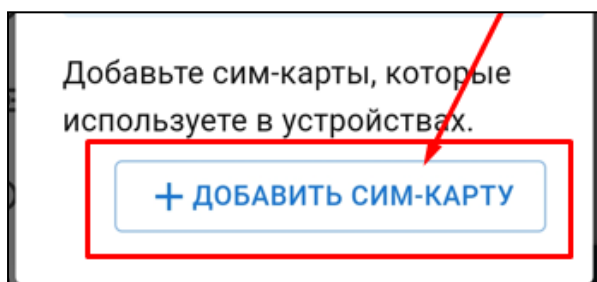 Добавьте сим-карты, которые
используете в устройствах.
+ ДОБАВИТЬ СИМ-КАРТУ